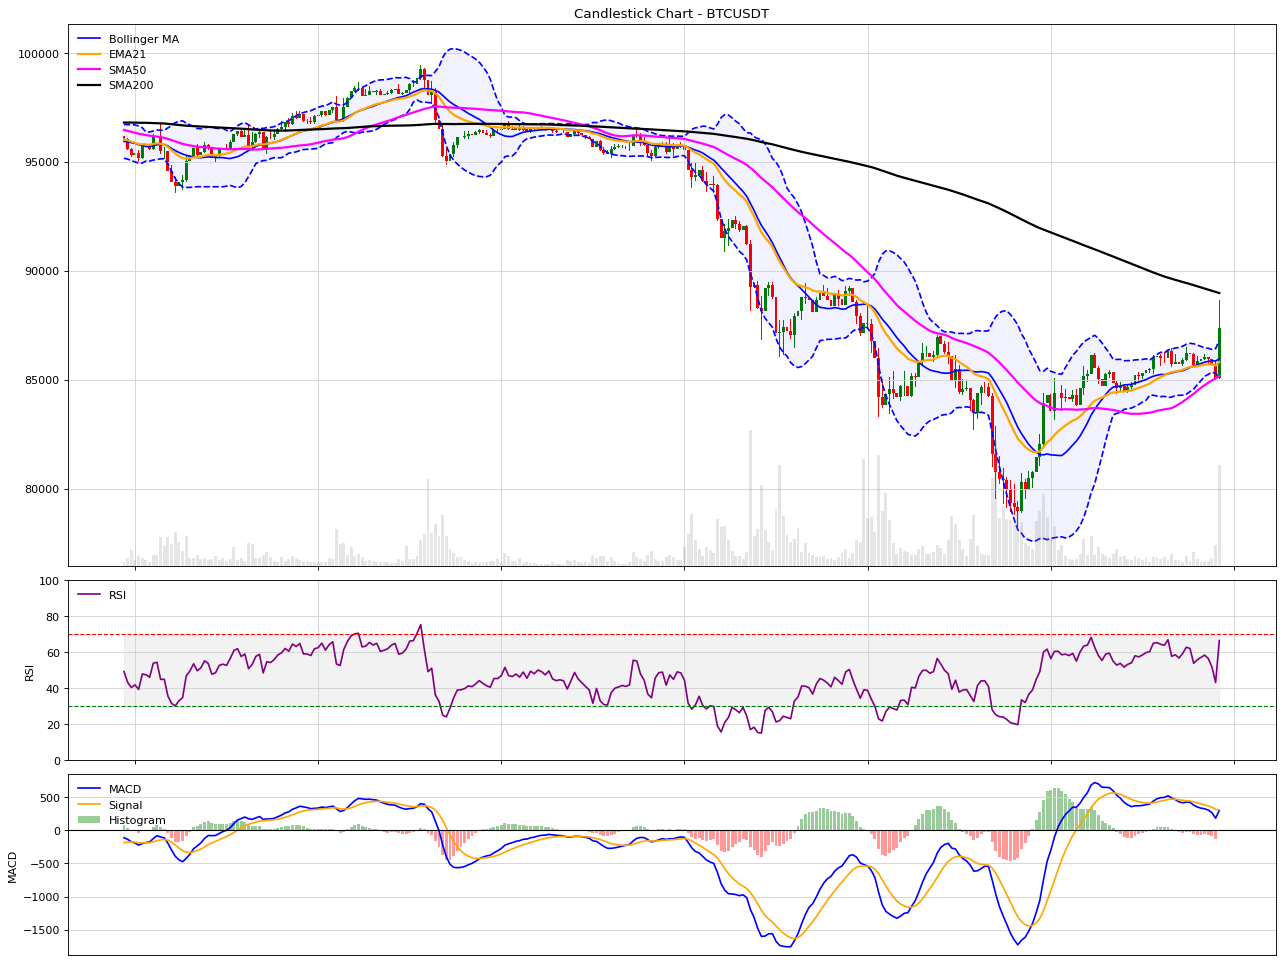 Candlestick Chart - BTCUSDT
Bollinger MA
EMA21
SMA50
SMA200
100000
95000
90000
85000
80000
RSI
100
80
60
40
20
0
RSI
MACD
Signal
Histogram
500
0
−500
−1000
−1500
MACD